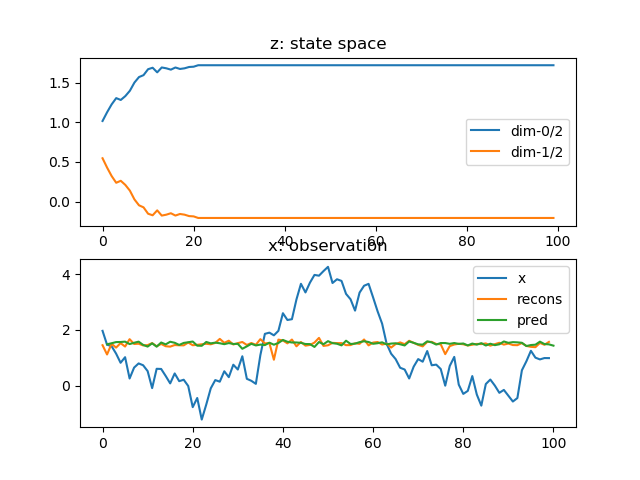 z: state space
1.5
1.0
0.5
0.0
dim-0/2
dim-1/2
0 20 40 60 80 100
x: observation
4
2
0
x
recons
pred
0 20 40 60 80 100